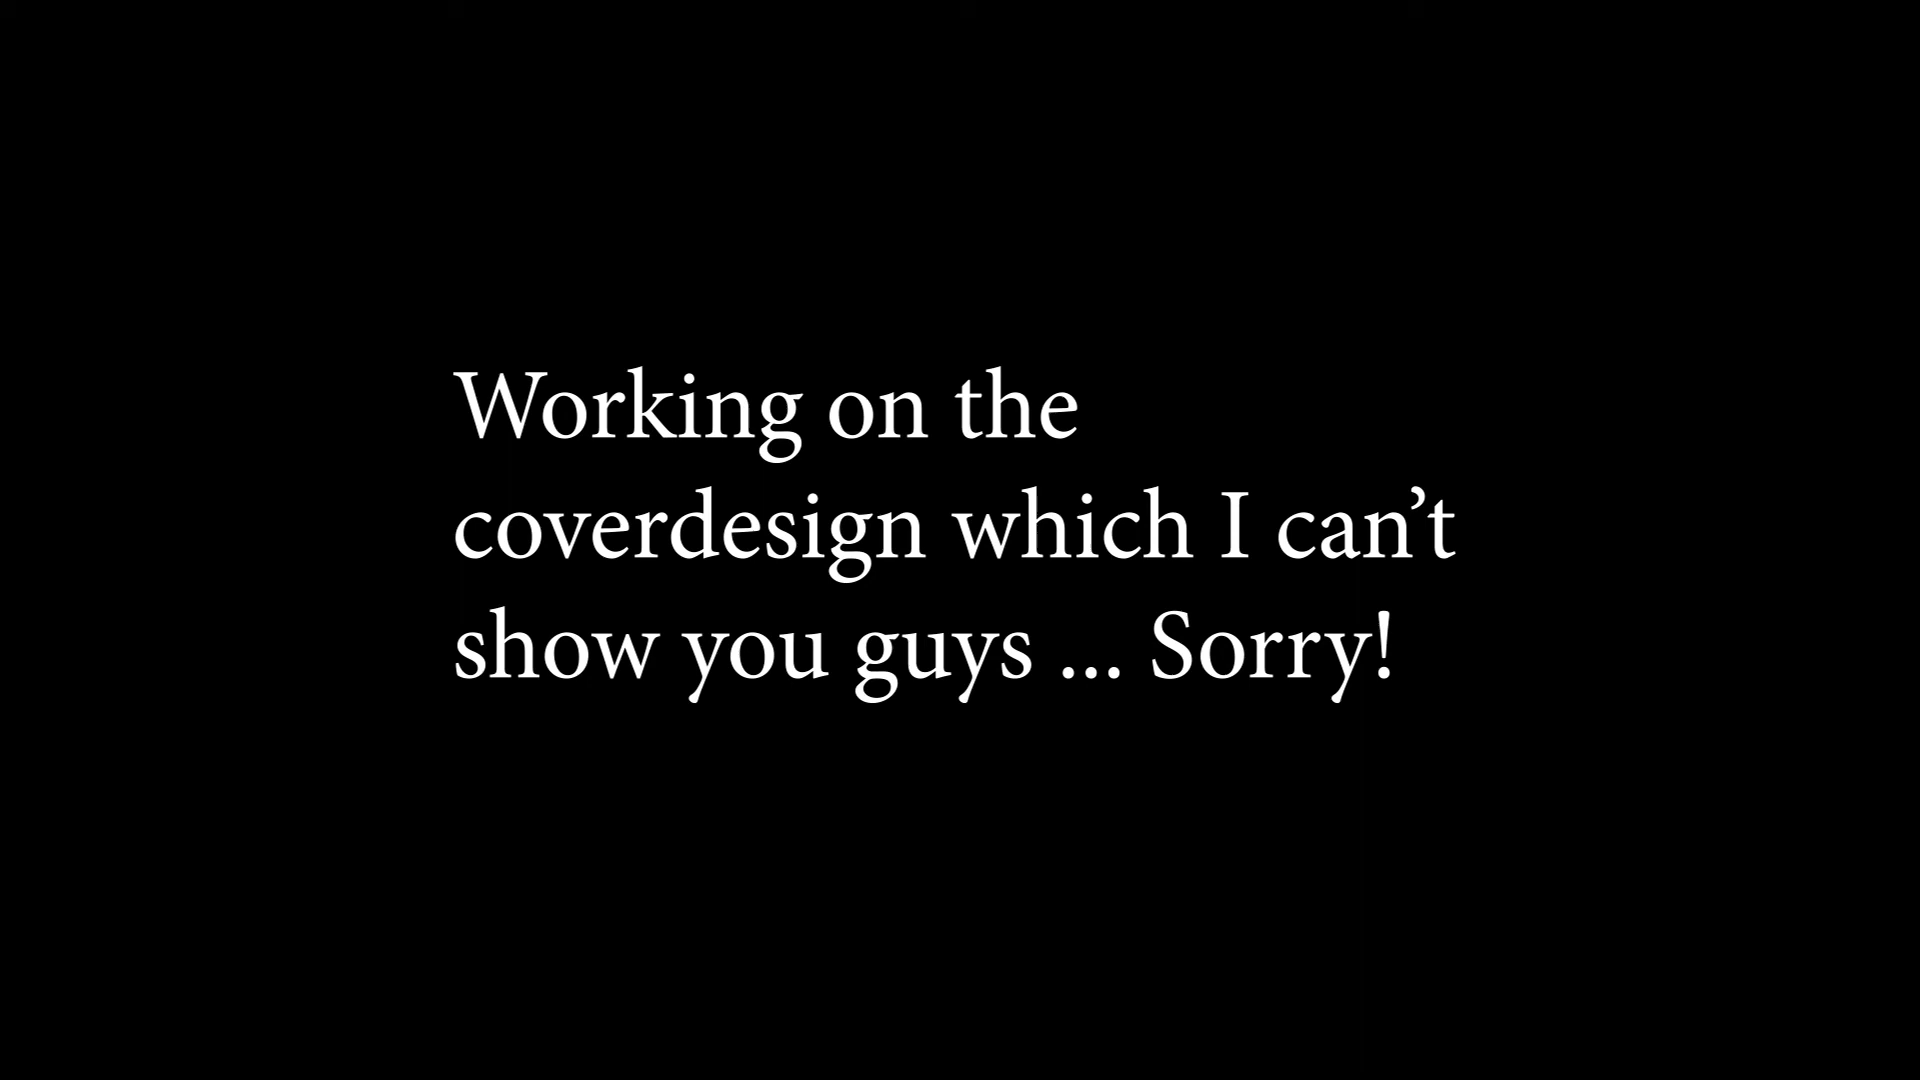 Working on the
coverdesign which I can’t
show you guys ... Sorry!